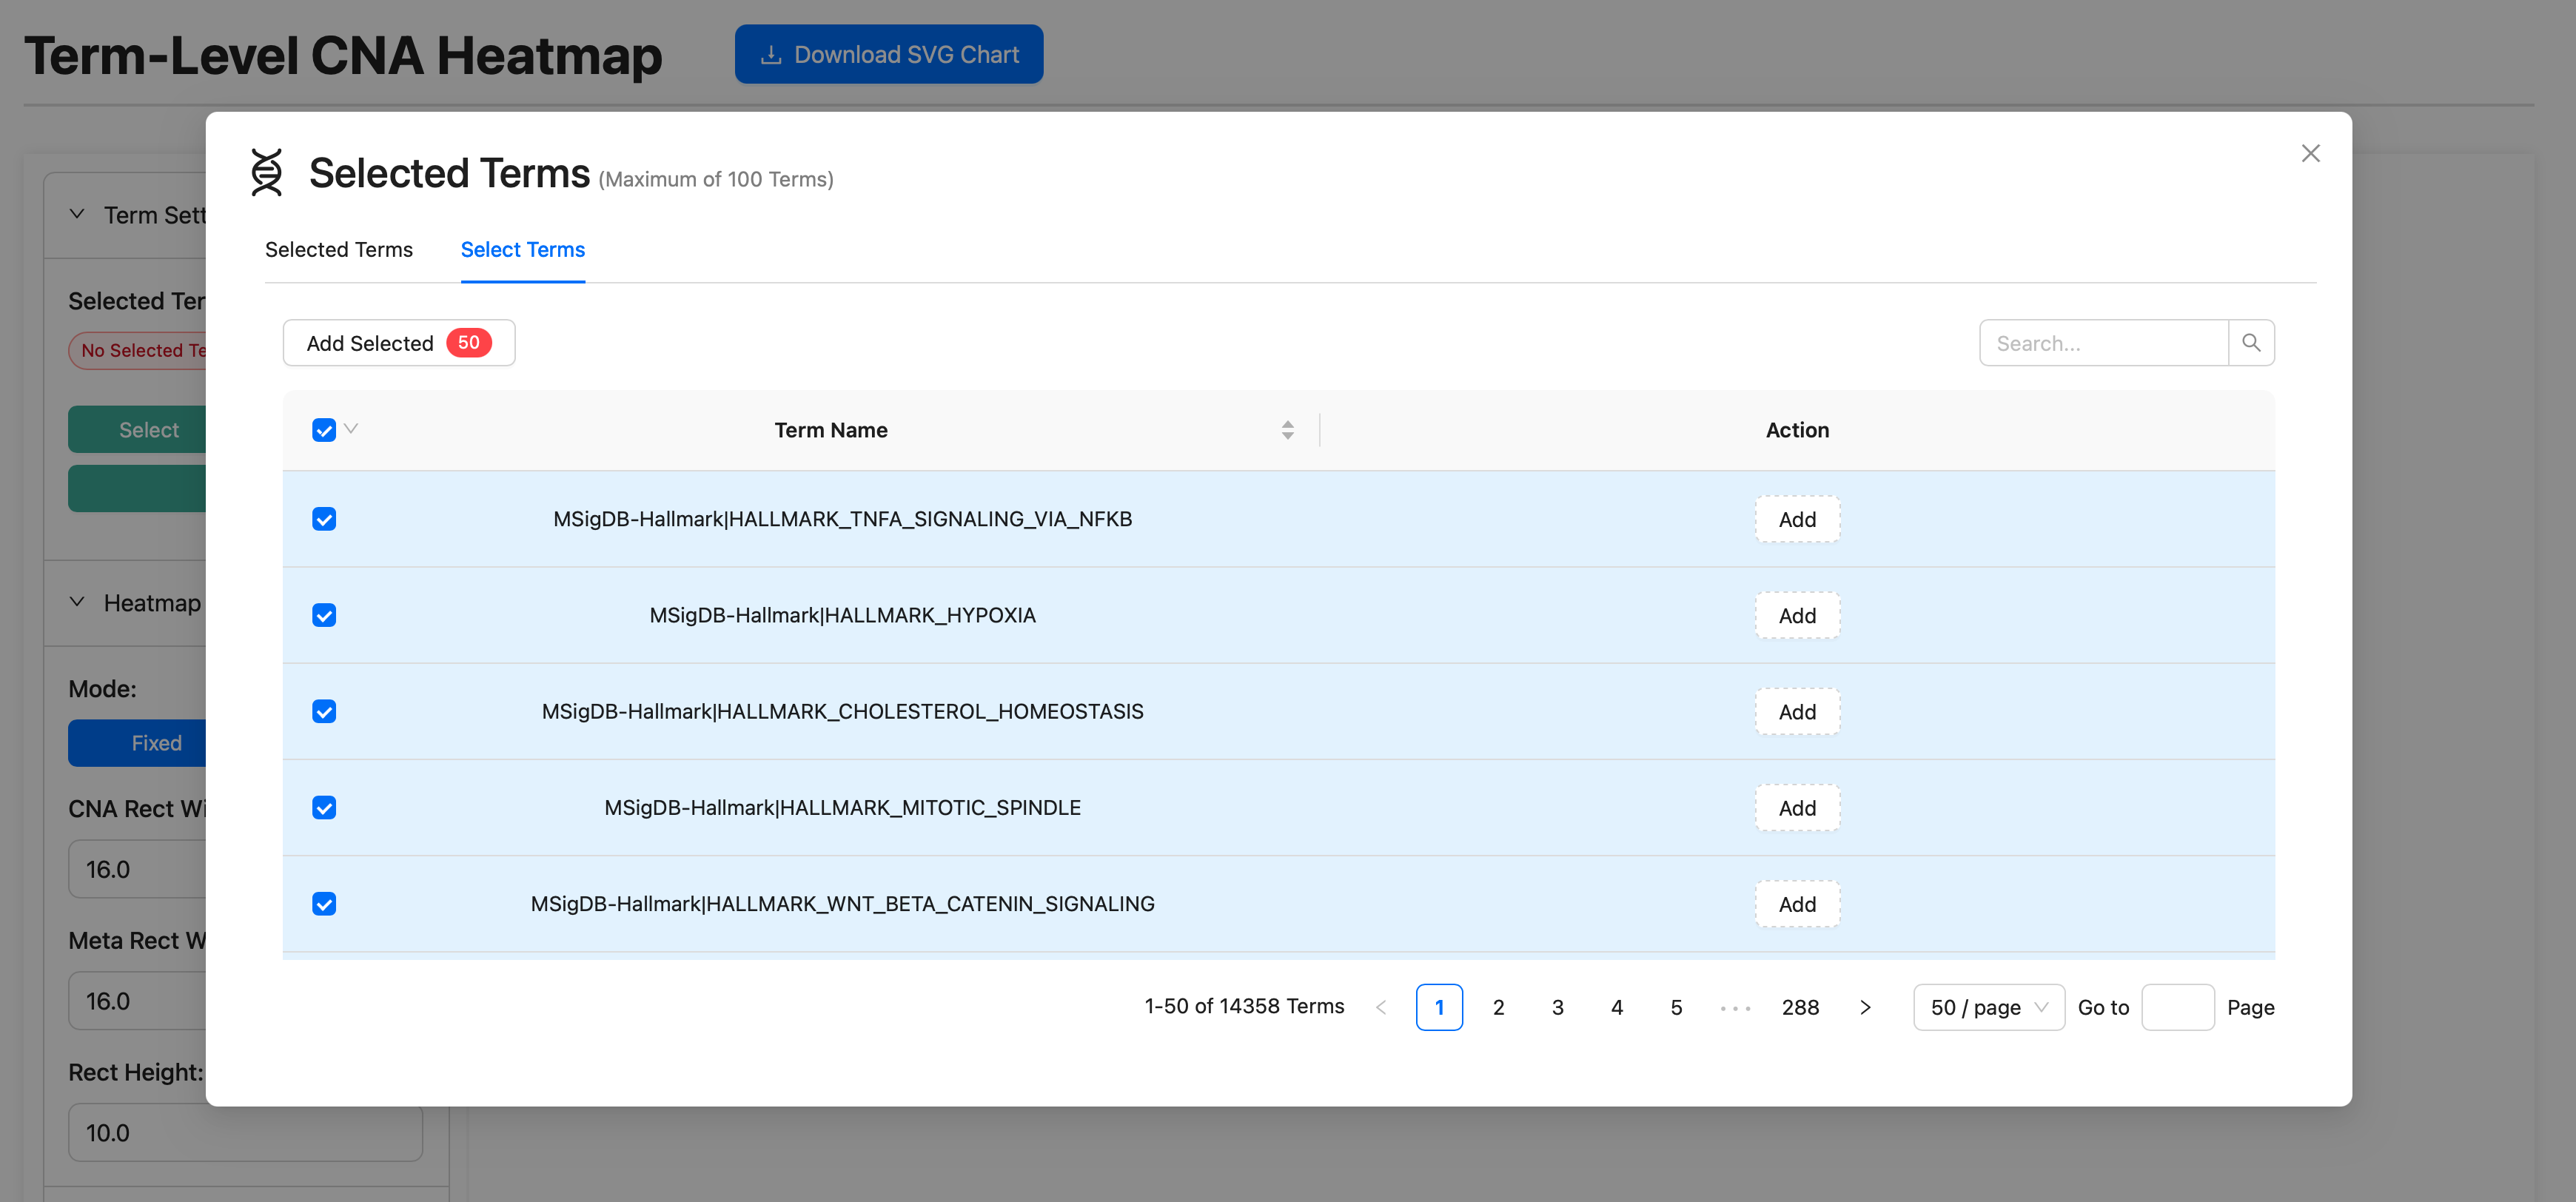 Term-Level CNA Heatmap
Download SVG Chart
Selected Terms (Maximum of 100 Terms)
Selected Terms
Select Terms
Add Selected 50
Search...
Term Name
Action
MSigDB-Hallmark|HALLMARK_TNFA_SIGNALING_VIA_NFKB
Add
MSigDB-Hallmark|HALLMARK_HYPOXIA
Add
MSigDB-Hallmark|HALLMARK_CHOLESTEROL_HOMEOSTASIS
Add
MSigDB-Hallmark|HALLMARK_MITOTIC_SPINDLE
Add
MSigDB-Hallmark|HALLMARK_WNT_BETA_CATENIN_SIGNALING
Add
1-50 of 14358 Terms
1 2 3 4 5 ••• 288
50 / page
Go to
Page
Term Sett
Selected Ter
No Selected Te
Select
Heatmap
Mode:
Fixed
CNA Rect Wi
16.0
Meta Rect W
16.0
Rect Height:
10.0